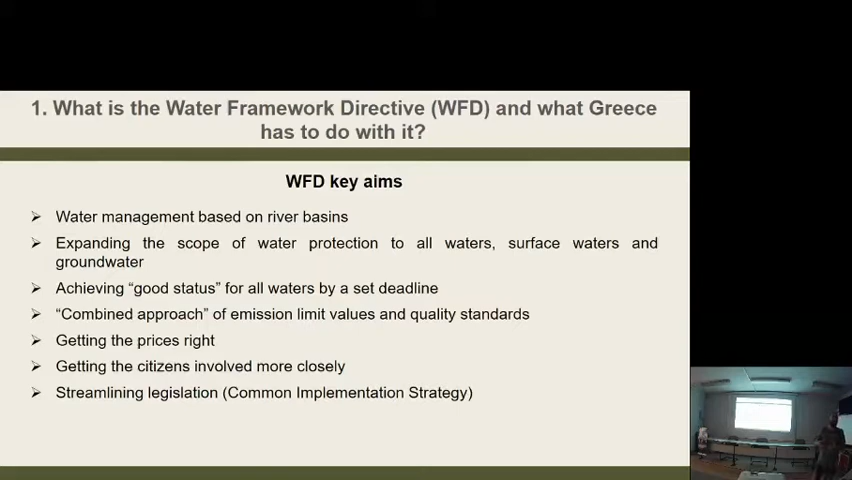 1. What is the Water Framework Directive (WFD) and what Greece
has to do with it?
WFD key aims
➢ Water management based on river basins
➢ Expanding the scope of water protection to all waters, surface waters and
groundwater
➢ Achieving “good status” for all waters by a set deadline
➢ “Combined approach” of emission limit values and quality standards
➢ Getting the prices right
➢ Getting the citizens involved more closely
➢ Streamlining legislation (Common Implementation Strategy)